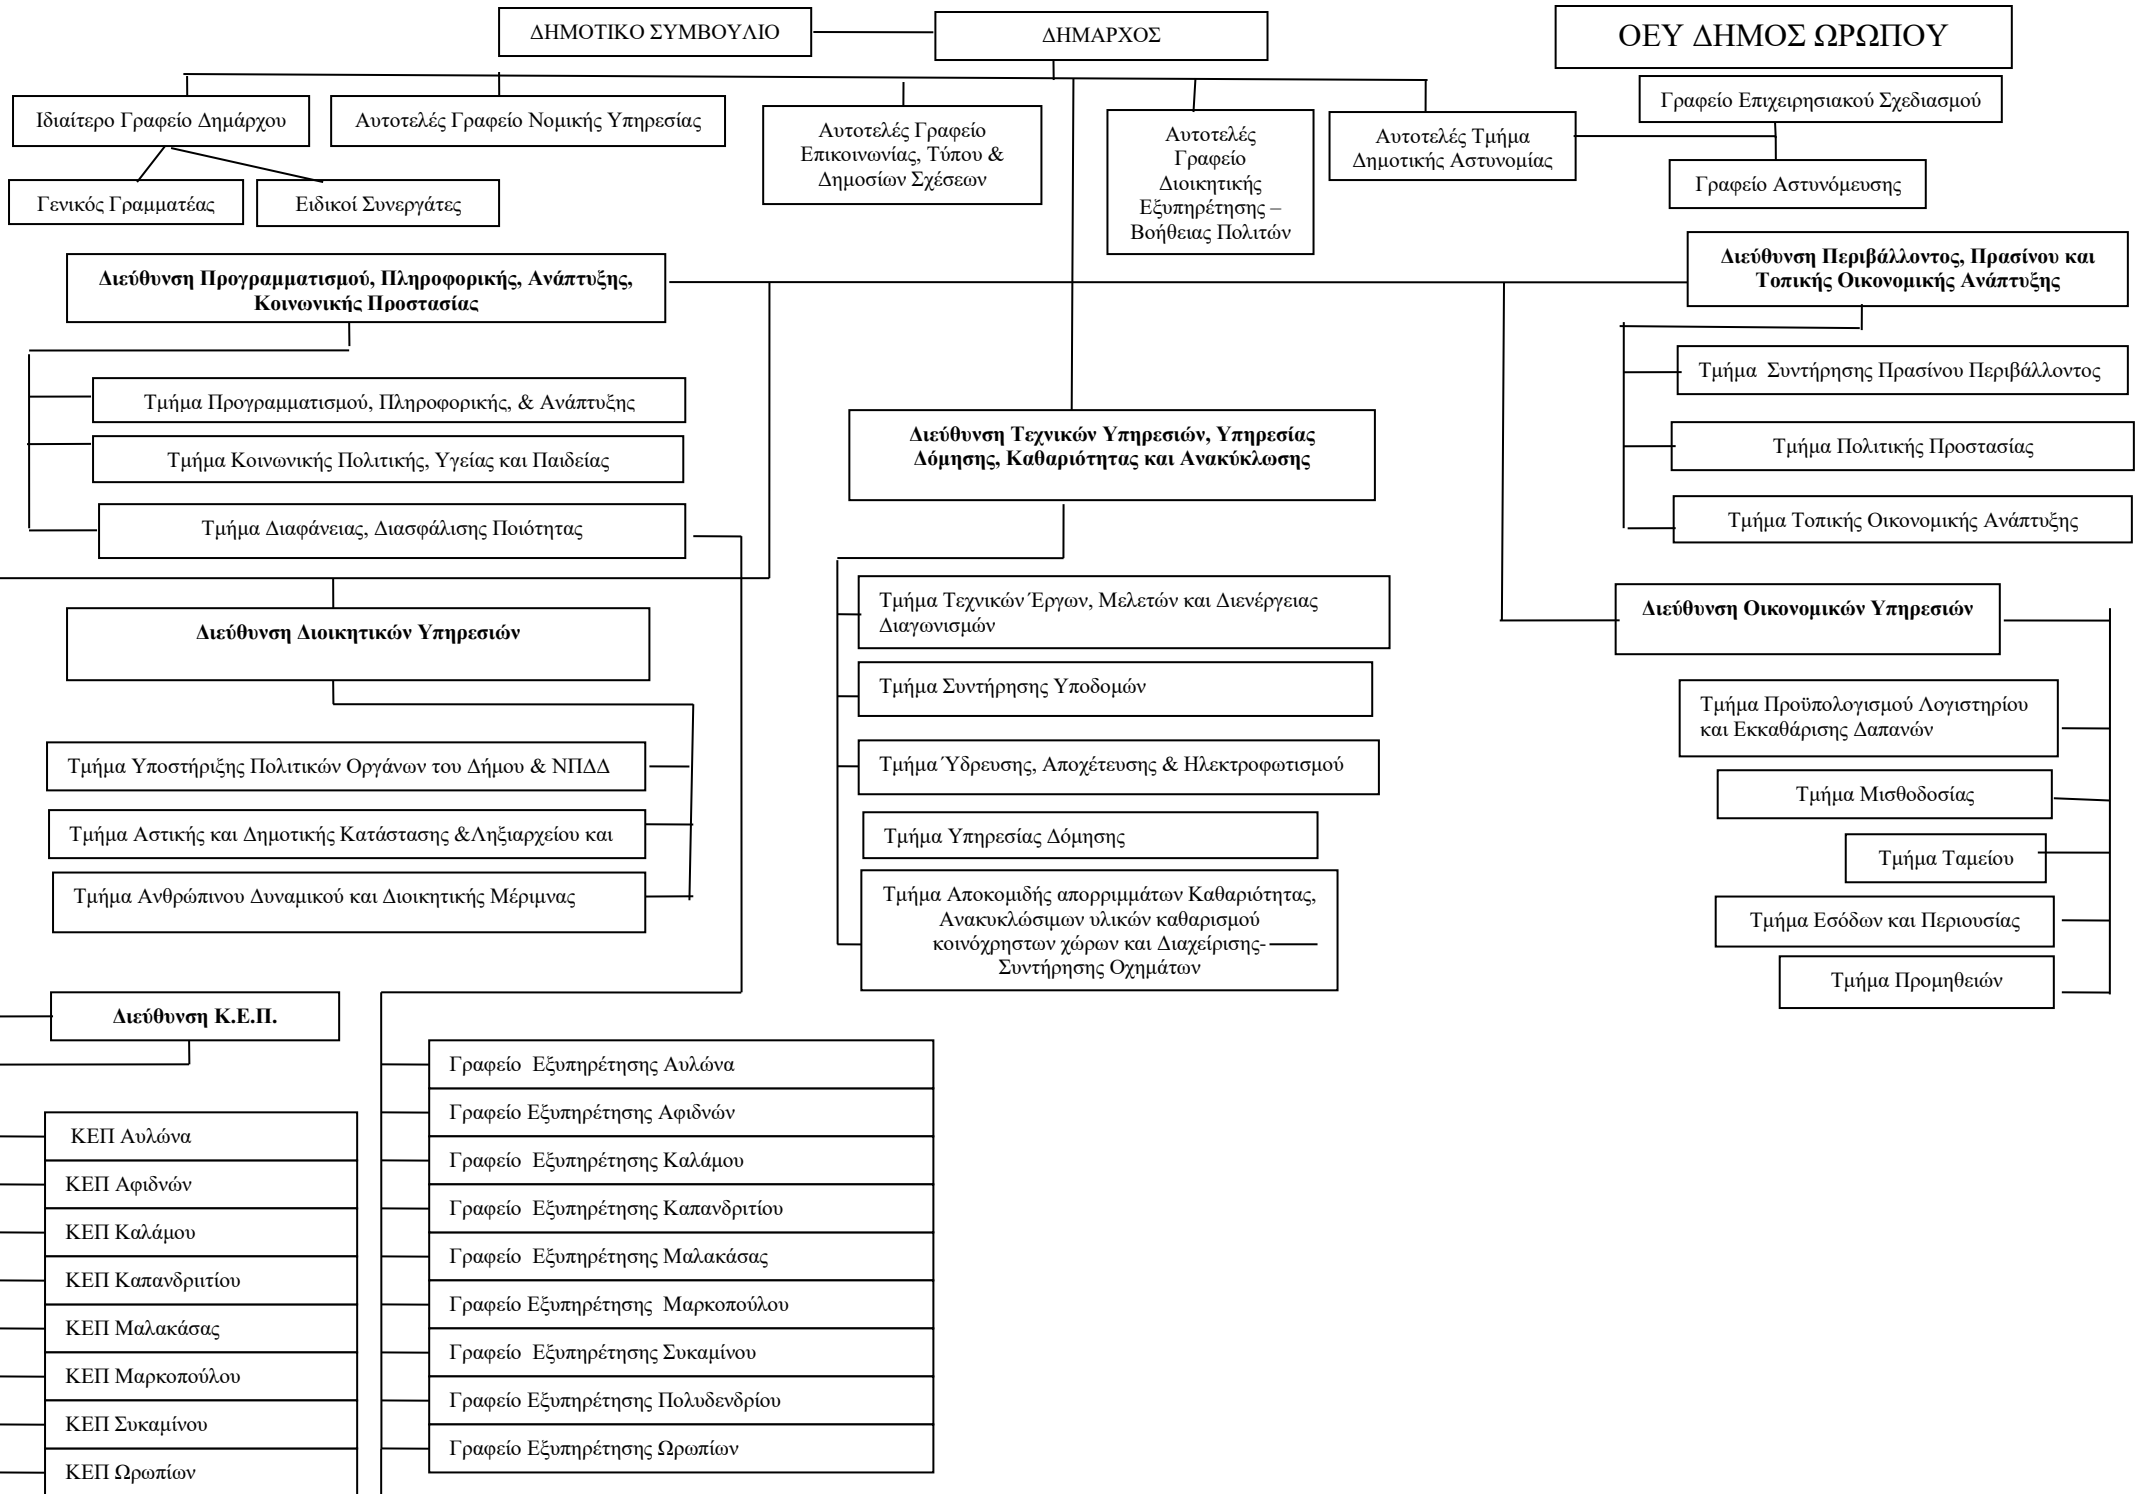 ΔΗΜΟΤΙΚΟ ΣΥΜΒΟΥΛΙΟ
ΔΗΜΑΡΧΟΣ
ΟΕΥ ΔΗΜΟΣ ΩΡΩΠΟΥ
Ιδιαίτερο Γραφείο Δημάρχου
Αυτοτελές Γραφείο Νομικής Υπηρεσίας
Αυτοτελές Γραφείο
Επικοινωνίας, Τύπου &
Δημοσίων Σχέσεων
Αυτοτελές
Γραφείο
Διοικητικής
Εξυπηρέτησης –
Βοήθειας Πολιτών
Αυτοτελές Τμήμα
Δημοτικής Αστυνομίας
Γραφείο Επιχειρησιακού Σχεδιασμού
Γραφείο Αστυνόμευσης
Γενικός Γραμματέας
Ειδικοί Συνεργάτες
Διεύθυνση Προγραμματισμού, Πληροφορικής, Ανάπτυξης,
Κοινωνικής Προστασίας
Τμήμα Προγραμματισμού, Πληροφορικής, & Ανάπτυξης
Τμήμα Κοινωνικής Πολιτικής, Υγείας και Παιδείας
Τμήμα Διαφάνειας, Διασφάλισης Ποιότητας
Διεύθυνση Περιβάλλοντος, Πρασίνου και
Τοπικής Οικονομικής Ανάπτυξης
Τμήμα  Συντήρησης Πρασίνου Περιβάλλοντος
Τμήμα Πολιτικής Προστασίας
Τμήμα Τοπικής Οικονομικής Ανάπτυξης
Διεύθυνση Τεχνικών Υπηρεσιών, Υπηρεσίας
Δόμησης, Καθαριότητας και Ανακύκλωσης
Τμήμα Τεχνικών Έργων, Μελετών και Διενέργειας
Διαγωνισμών
Τμήμα Συντήρησης Υποδομών
Τμήμα Ύδρευσης, Αποχέτευσης & Ηλεκτροφωτισμού
Τμήμα Υπηρεσίας Δόμησης
Τμήμα Αποκομιδής απορριμμάτων Καθαριότητας,
Ανακυκλώσιμων υλικών καθαρισμού
κοινόχρηστων χώρων και Διαχείρισης-
Συντήρησης Οχημάτων
Διεύθυνση Διοικητικών Υπηρεσιών
Τμήμα Υποστήριξης Πολιτικών Οργάνων του Δήμου & ΝΠΔΔ
Τμήμα Αστικής και Δημοτικής Κατάστασης &Ληξιαρχείου και
Τμήμα Ανθρώπινου Δυναμικού και Διοικητικής Μέριμνας
Διεύθυνση Οικονομικών Υπηρεσιών
Τμήμα Προϋπολογισμού Λογιστηρίου
και Εκκαθάρισης Δαπανών
Τμήμα Μισθοδοσίας
Τμήμα Ταμείου
Τμήμα Εσόδων και Περιουσίας
Τμήμα Προμηθειών
Διεύθυνση Κ.Ε.Π.
ΚΕΠ Αυλώνα
ΚΕΠ Αφιδνών
ΚΕΠ Καλάμου
ΚΕΠ Καπανδριιτίου
ΚΕΠ Μαλακάσας
ΚΕΠ Μαρκοπούλου
ΚΕΠ Συκαμίνου
ΚΕΠ Ωρωπίων
Γραφείο  Εξυπηρέτησης Αυλώνα
Γραφείο Εξυπηρέτησης Αφιδνών
Γραφείο  Εξυπηρέτησης Καλάμου
Γραφείο  Εξυπηρέτησης Καπανδριτίου
Γραφείο  Εξυπηρέτησης Μαλακάσας
Γραφείο Εξυπηρέτησης  Μαρκοπούλου
Γραφείο  Εξυπηρέτησης Συκαμίνου
Γραφείο Εξυπηρέτησης Πολυδενδρίου
Γραφείο Εξυπηρέτησης Ωρωπίων